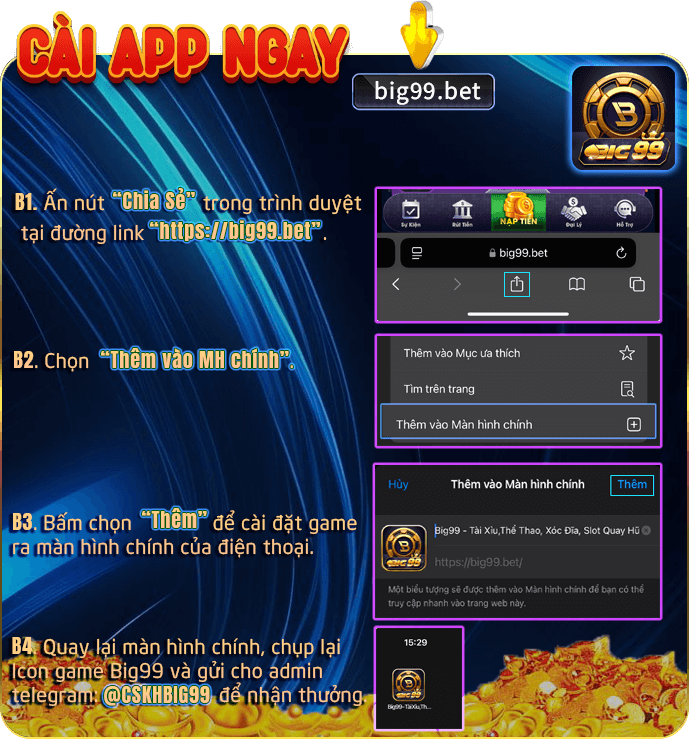 CÀI APP NGAY
big99.bet
B
BIG 99
B1. Ấn nút “Chia Sẻ” trong trình duyệt
tại đường link “https://big99.bet”.
Sự Kiện
Rút Tiền
NẠP TIỀN
Đại Lý
Hỗ Trợ
big99.bet
B2. Chọn “Thêm vào MH chính”.
Thêm vào Mục ưa thích
Tìm trên trang
Thêm vào Màn hình chính
B3. Bấm chọn “Thêm” để cài đặt game
ra màn hình chính của điện thoại.
Hủy
Thêm vào Màn hình chính
Thêm
B
BIG 99
Big99 - Tài Xỉu,Thể Thao, Xóc Đĩa, Slot Quay Hũ
https://big99.bet/
Một biểu tượng sẽ được thêm vào Màn hình chính để bạn có thể
truy cập nhanh vào trang web này.
B4. Quay lại màn hình chính, chụp lại
Icon game Big99 và gửi cho admin
telegram: @CSKHBIG99 để nhận thưởng.
15:29
B
BIG 99
Big99-TàiXỉu,Th...